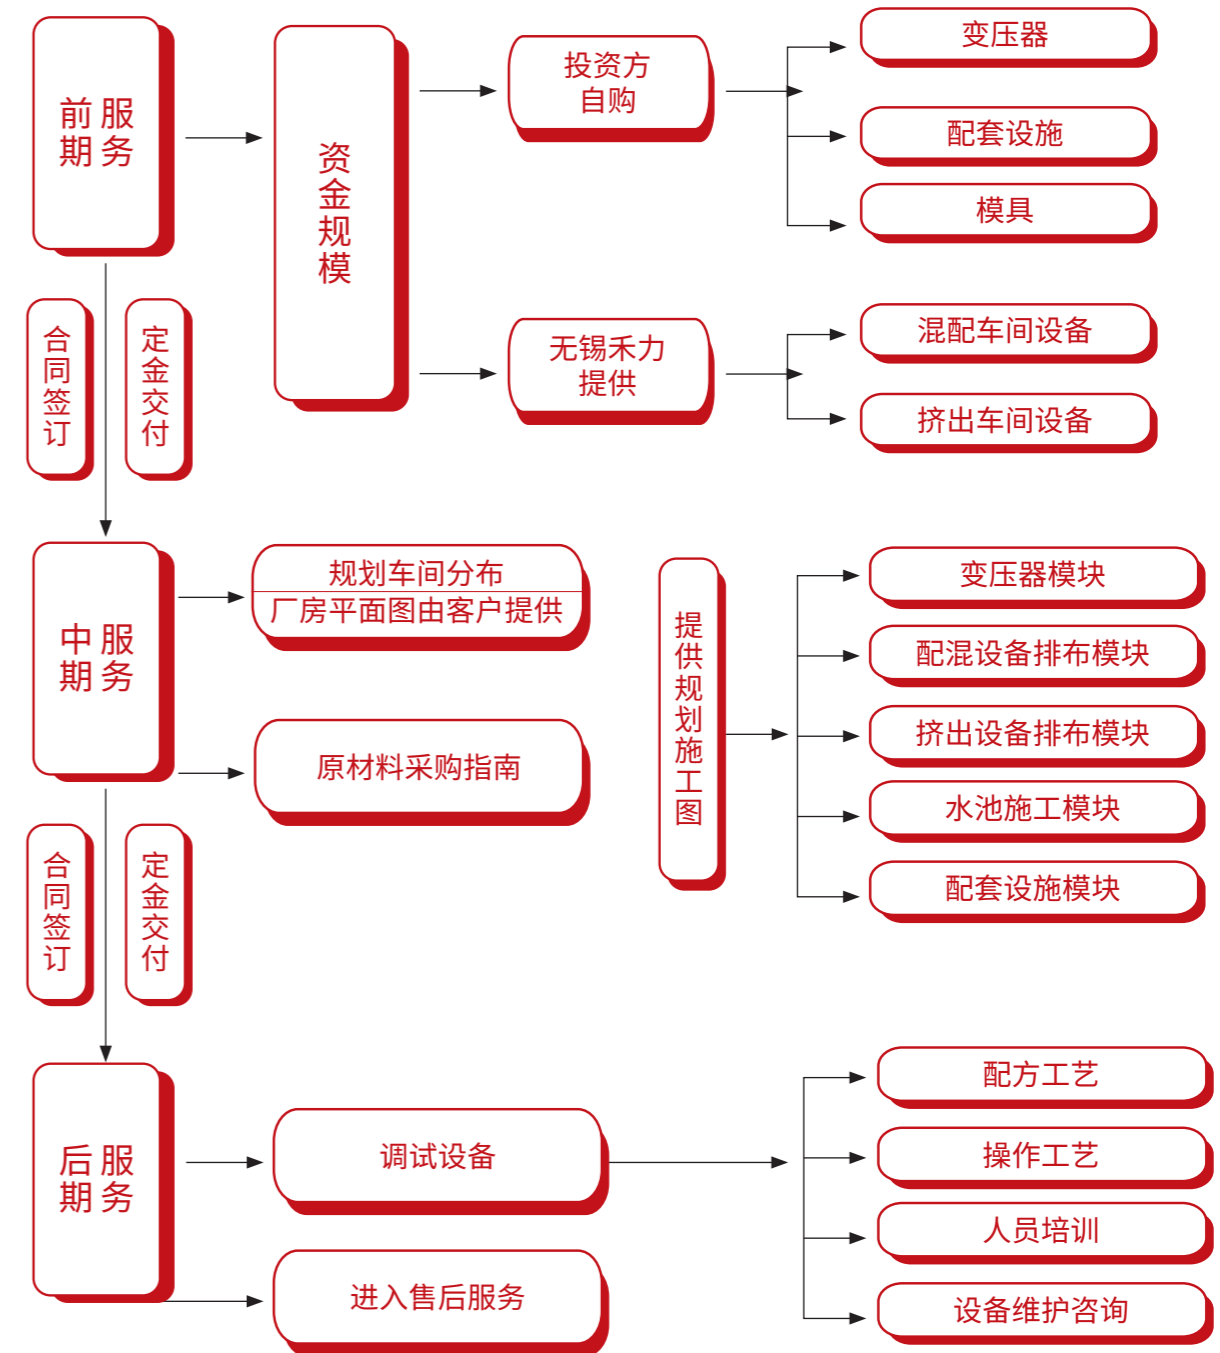 前期服务
资金规模
投资方
自购
变压器
配套设施
模具
无锡禾力
提供
混配车间设备
挤出车间设备
合同签订
定金交付
中期服务
规划车间分布
厂房平面图由客户提供
原材料采购指南
提供规划施工图
变压器模块
配混设备排布模块
挤出设备排布模块
水池施工模块
配套设施模块
合同签订
定金交付
后期服务
调试设备
进入售后服务
配方工艺
操作工艺
人员培训
设备维护咨询